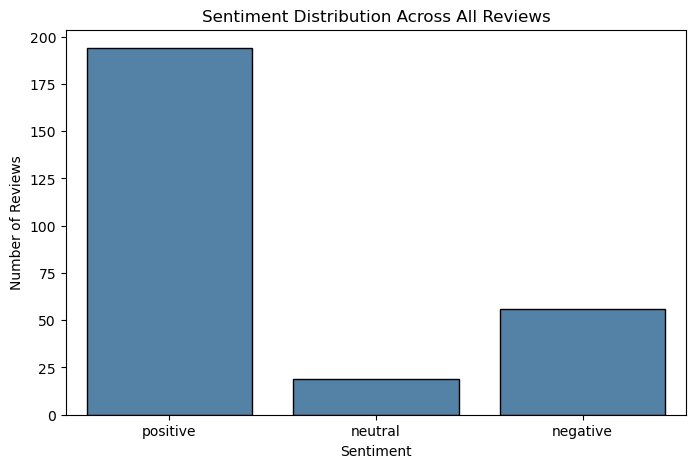 Sentiment Distribution Across All Reviews
Number of Reviews
200
175
150
125
100
75
50
25
0
positive neutral negative
Sentiment